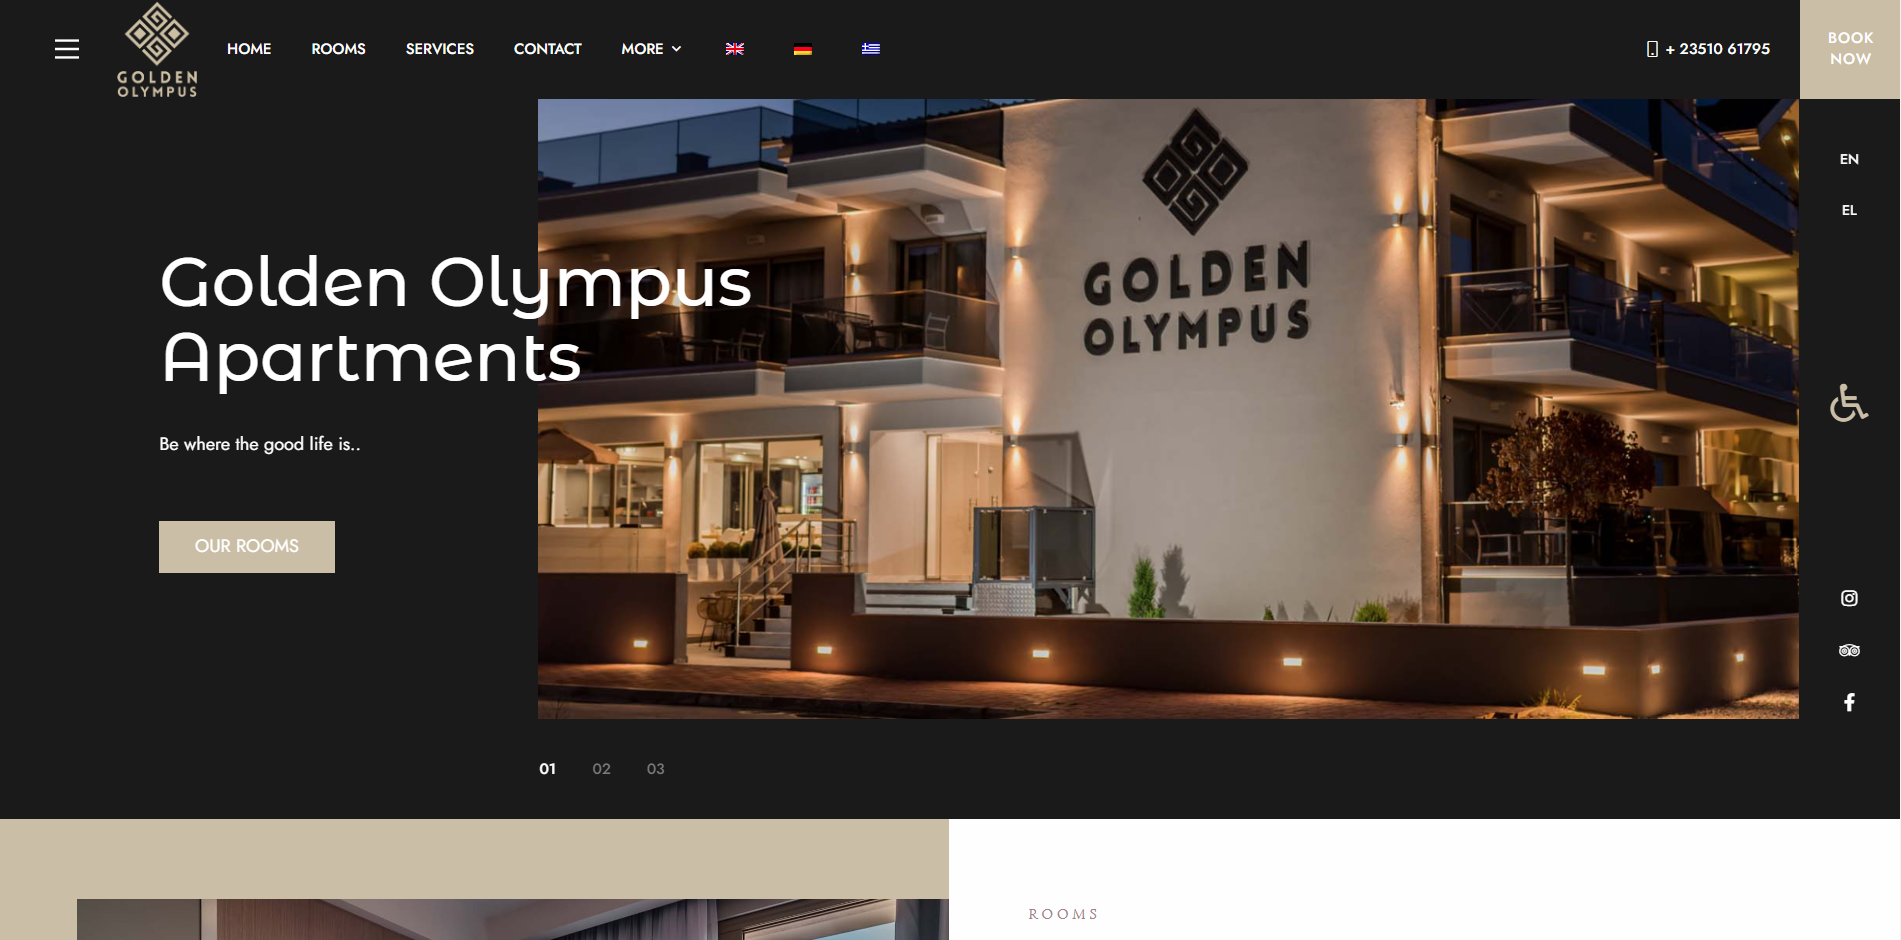 GOLDEN
OLYMPUS
HOME
ROOMS
SERVICES
CONTACT
MORE
+ 23510 61795
BOOK
NOW
EN
EL
GOLDEN
OLYMPUS
Golden Olympus
Apartments
Be where the good life is..
OUR ROOMS
01
02
03
ROOMS